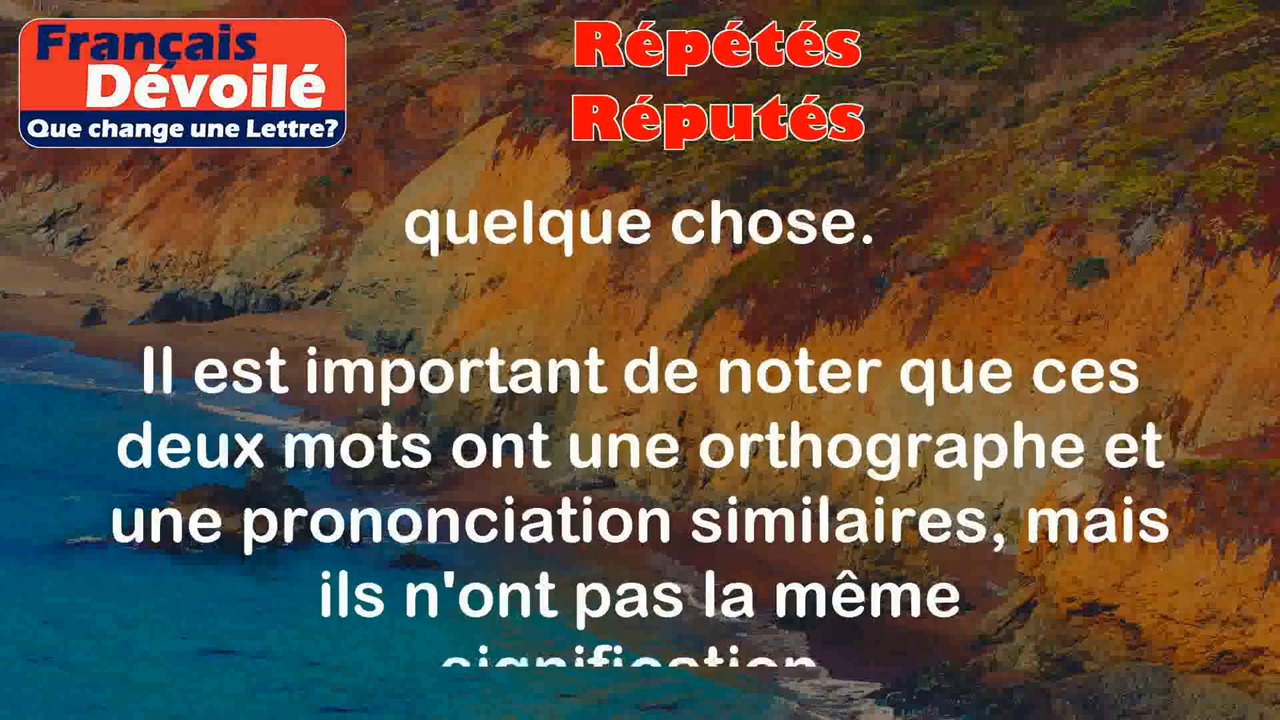 Français
Dévoilé
Que change une Lettre?
Répétés
Réputés
quelque chose.
Il est important de noter que ces
deux mots ont une orthographe et
une prononciation similaires, mais
ils n'ont pas la même
signification